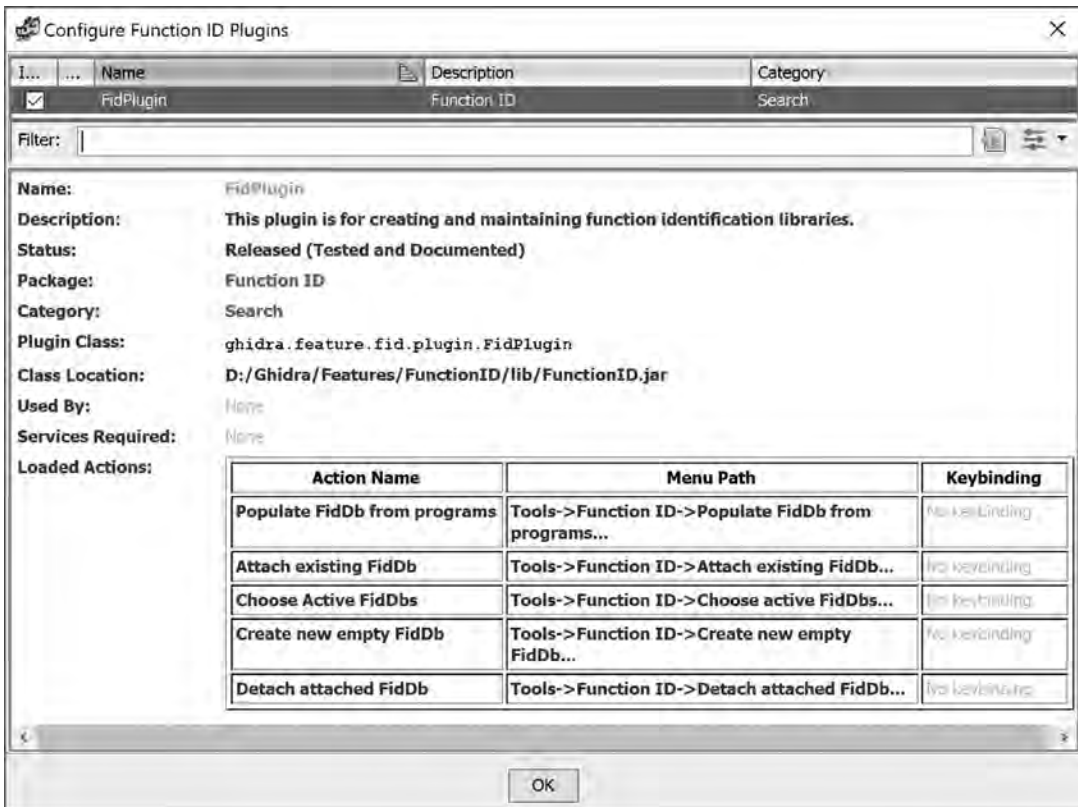 Configure Function ID Plugins
I... ... Name Description Category
FidPlugin Function ID Search
Filter:
Name: FidPlugin
Description: This plugin is for creating and maintaining function identification libraries.
Status: Released (Tested and Documented)
Package: Function ID
Category: Search
Plugin Class: ghidra.feature.fid.plugin.FidPlugin
Class Location: D:/Ghidra/Features/FunctionID/lib/FunctionID.jar
Used By: None
Services Required: None
Loaded Actions:
Action Name Menu Path Keybinding
Populate FidDb from programs Tools->Function ID->Populate FidDb from No keybinding
programs...
Attach existing FidDb Tools->Function ID->Attach existing FidDb... No keybinding
Choose Active FidDbs Tools->Function ID->Choose active FidDbs... No keybinding
Create new empty FidDb Tools->Function ID->Create new empty No keybinding
FidDb...
Detach attached FidDb Tools->Function ID->Detach attached FidDb... No keybinding
OK